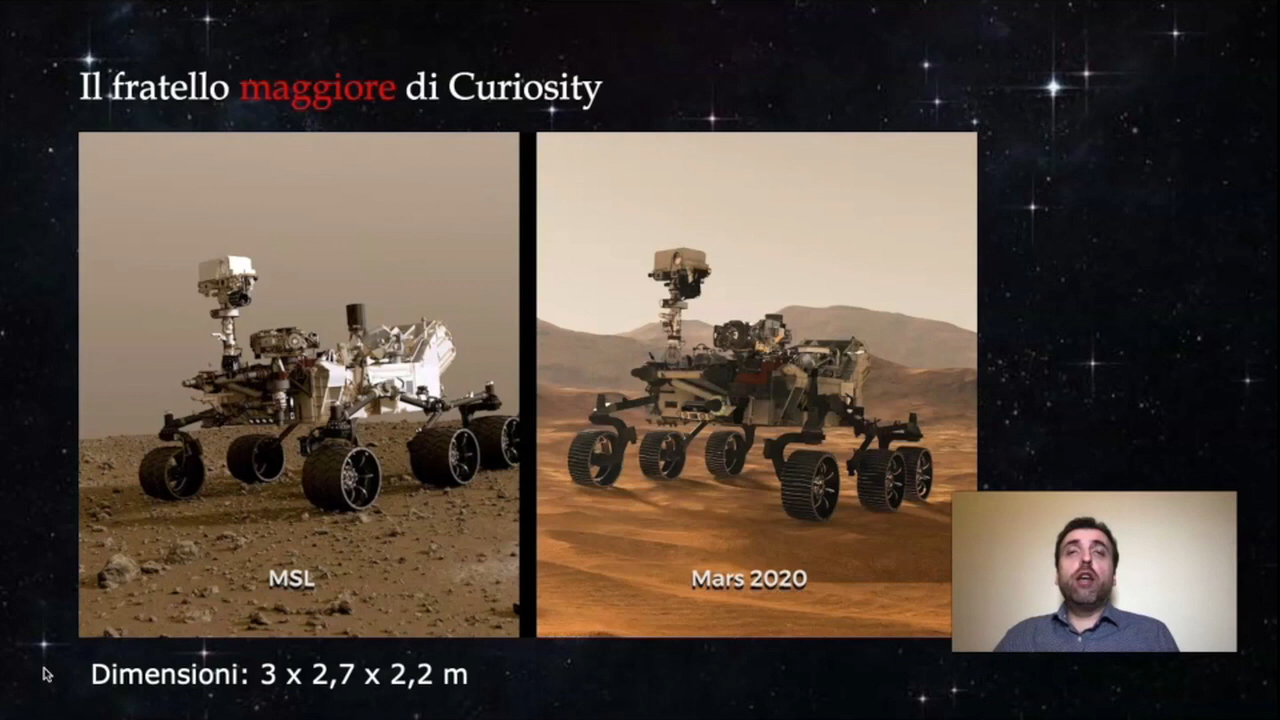 Il fratello maggiore di Curiosity
MSL
Mars 2020
Dimensioni: 3 x 2,7 x 2,2 m